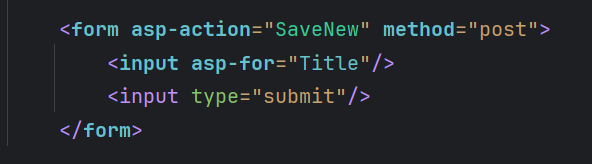 <form asp-action="SaveNew" method="post">
<input asp-for="Title"/>
<input type="submit"/>
</form>